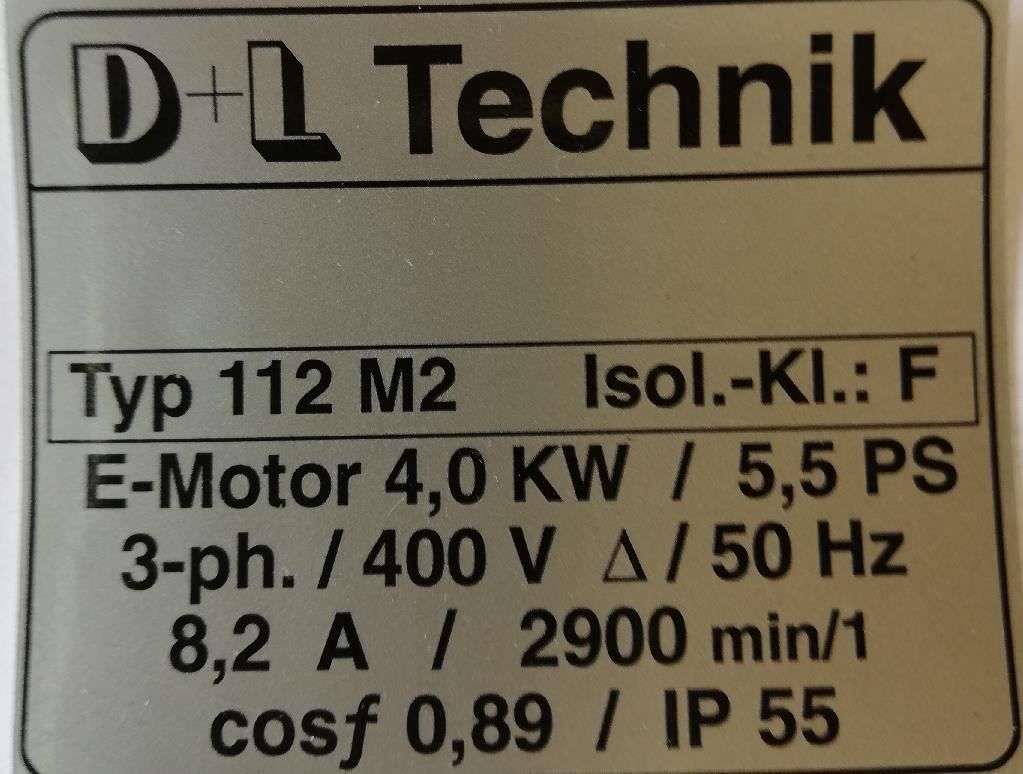 D+L Technik
Typ 112 M2 Isol.-Kl.: F
E-Motor 4,0 KW / 5,5 PS
3-ph. / 400 V Δ / 50 Hz
8,2 A / 2900 min/1
cosƒ 0,89 / IP 55